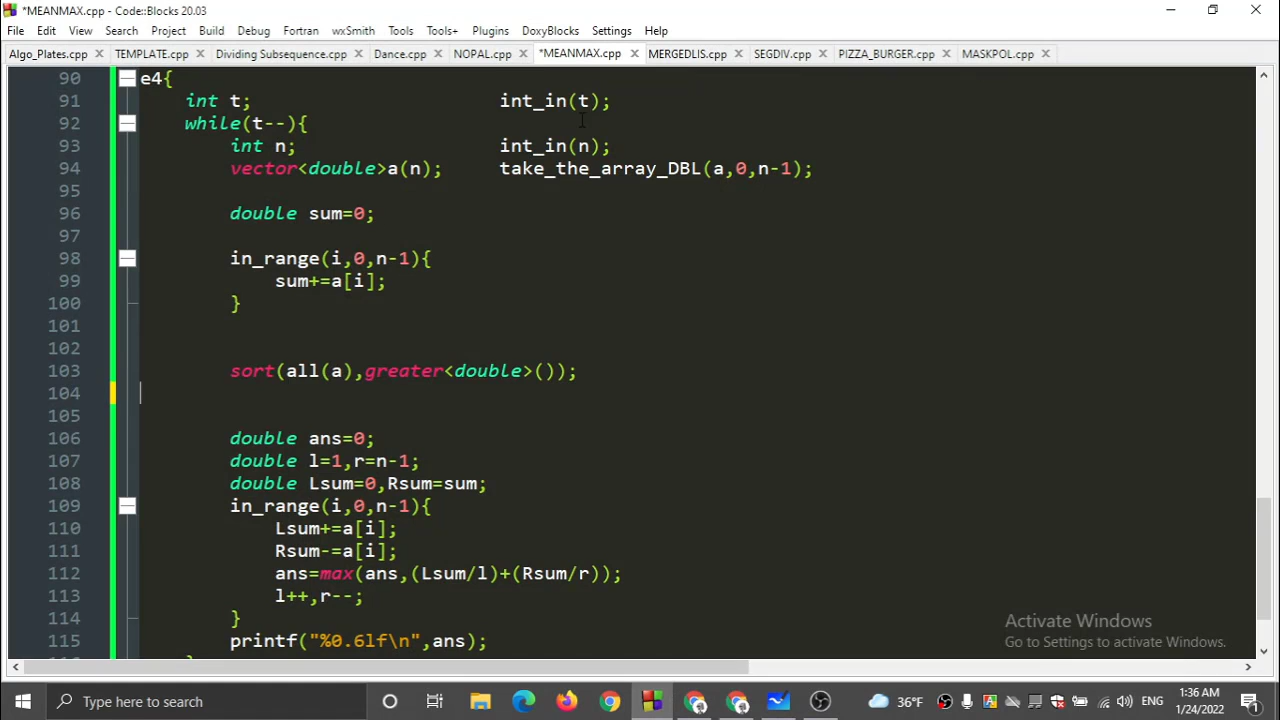 *MEANMAX.cpp - Code::Blocks 20.03
File Edit View Search Project Build Debug Fortran wxSmith Tools Tools+ Plugins DoxyBlocks Settings Help
Algo_Plates.cpp TEMPLATE.cpp Dividing Subsequence.cpp Dance.cpp NOPAL.cpp *MEANMAX.cpp MERGEDLIS.cpp SEGDIV.cpp PIZZA_BURGER.cpp MASKPOL.cpp
90 e4{
91 int t; int_in(t);
92 while(t--){
93 int n; int_in(n);
94 vector<double>a(n); take_the_array_DBL(a,0,n-1);
95
96 double sum=0;
97
98 in_range(i,0,n-1){
99 sum+=a[i];
100 }
101
102
103 sort(all(a),greater<double>());
104
105
106 double ans=0;
107 double l=1,r=n-1;
108 double Lsum=0,Rsum=sum;
109 in_range(i,0,n-1){
110 Lsum+=a[i];
111 Rsum-=a[i];
112 ans=max(ans,(Lsum/l)+(Rsum/r));
113 l++,r--;
114 }
115 printf("%0.6lf\n",ans);
Activate Windows
Go to Settings to activate Windows.
Type here to search
36°F
ENG
1:36 AM
1/24/2022